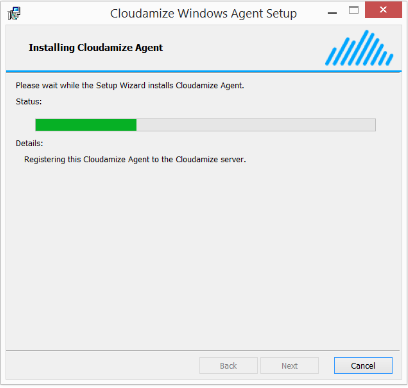 Cloudamize Windows Agent Setup
Installing Cloudamize Agent
Please wait while the Setup Wizard installs Cloudamize Agent.
Status:
Details:
Registering this Cloudamize Agent to the Cloudamize server.
Back
Next
Cancel